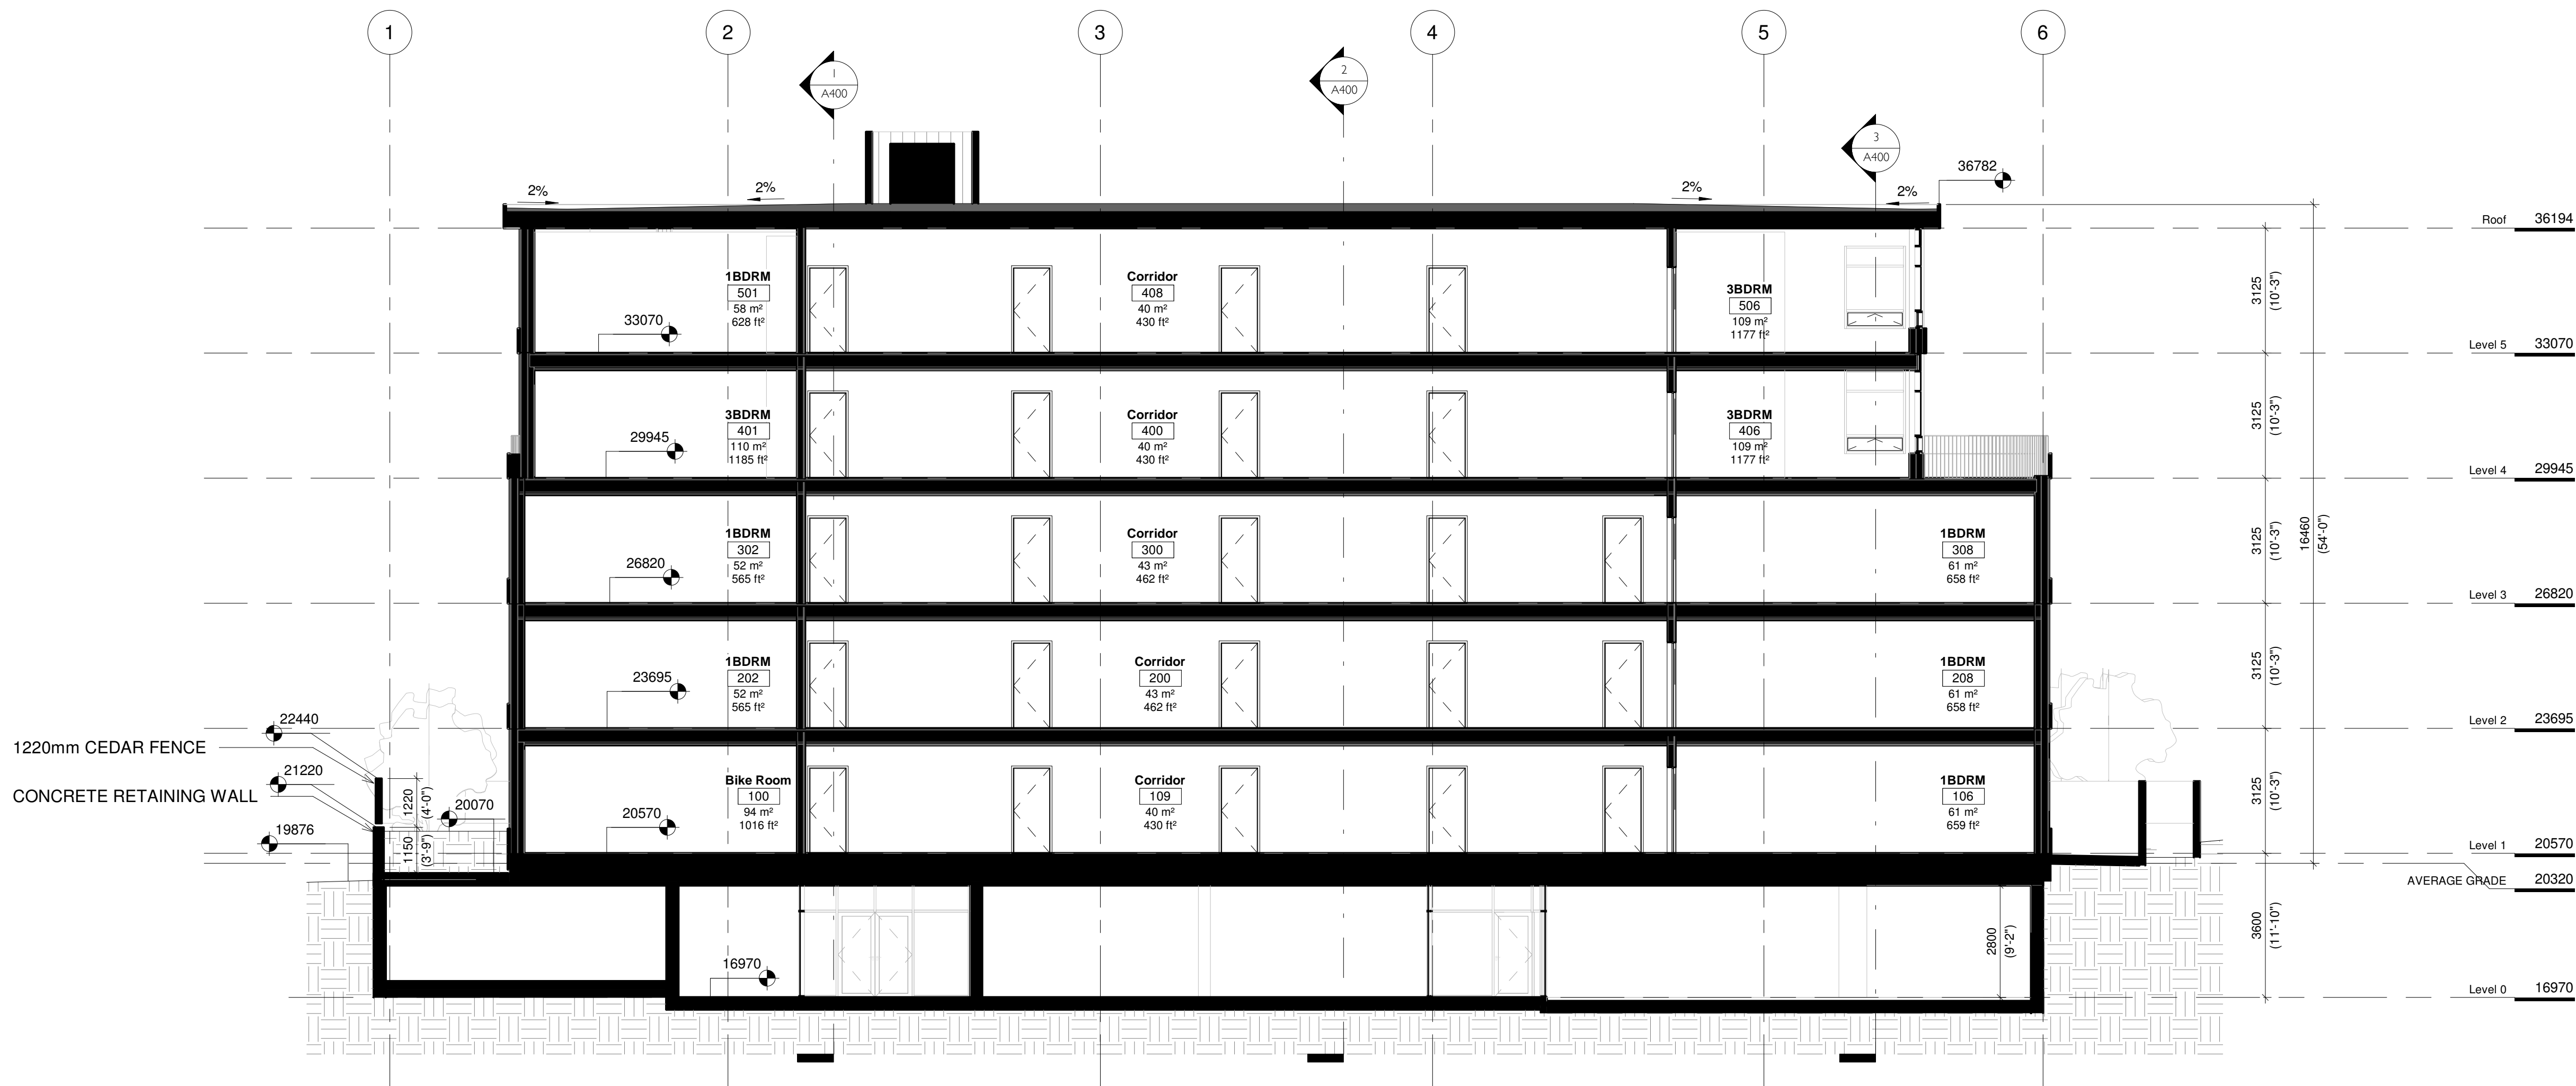 1
2
3
4
5
6
1
A400
2
A400
3
A400
36782
2%
2%
2%
2%
Roof 36194
1BDRM
501
58 m²
628 ft²
Corridor
408
40 m²
430 ft²
3BDRM
506
109 m²
1177 ft²
33070
3125
(10'-3")
Level 5 33070
3BDRM
401
110 m²
1185 ft²
Corridor
400
40 m²
430 ft²
3BDRM
406
109 m²
1177 ft²
29945
3125
(10'-3")
Level 4 29945
1BDRM
302
52 m²
565 ft²
Corridor
300
43 m²
462 ft²
1BDRM
308
61 m²
658 ft²
26820
3125
(10'-3")
16460
(54'-0")
Level 3 26820
1BDRM
202
52 m²
565 ft²
Corridor
200
43 m²
462 ft²
1BDRM
208
61 m²
658 ft²
23695
3125
(10'-3")
Level 2 23695
22440
1220mm CEDAR FENCE
21220
CONCRETE RETAINING WALL
19876
1220
(4'-0")
1150
(3'-9")
20070
Bike Room
100
94 m²
1016 ft²
Corridor
109
40 m²
430 ft²
1BDRM
106
61 m²
659 ft²
20570
3125
(10'-3")
Level 1 20570
AVERAGE GRADE 20320
16970
2800
(9'-2")
3600
(11'-10")
Level 0 16970